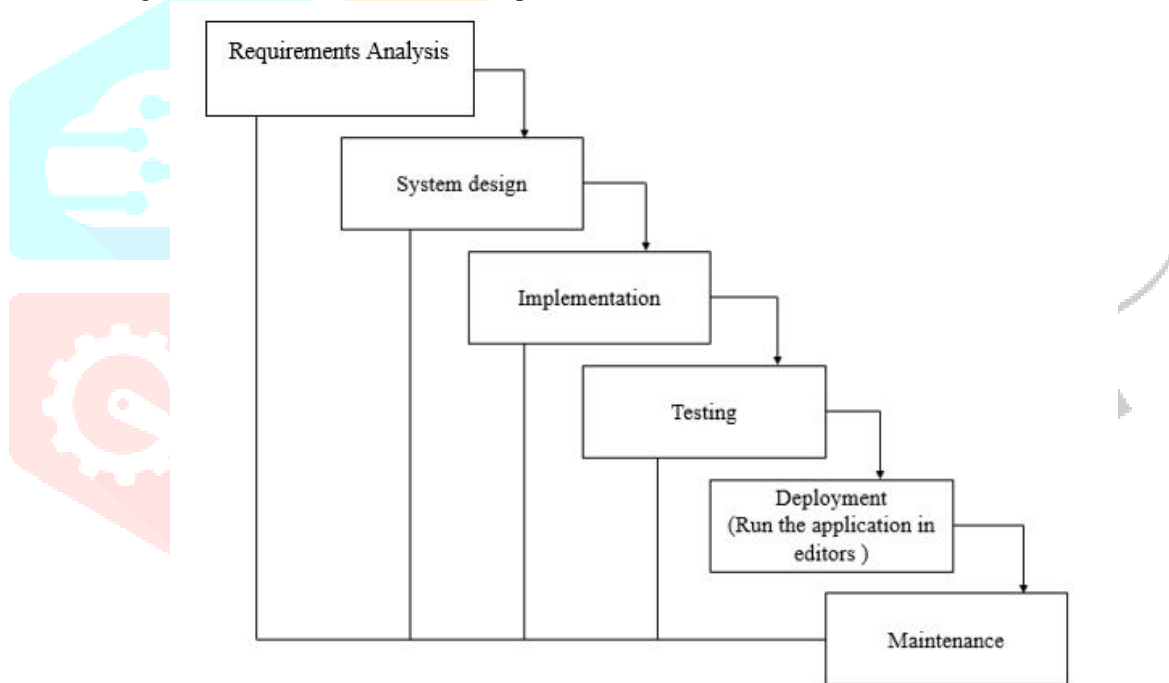 Requirements Analysis
System design
Implementation
Testing
Deployment
(Run the application in
editors )
Maintenance